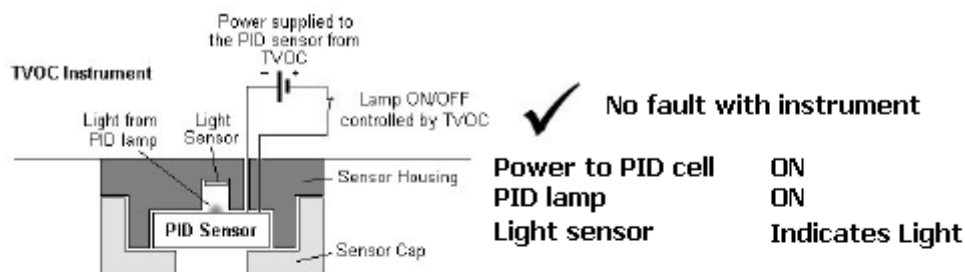 Power supplied to
the PID sensor from
TVOC
TVOC Instrument
- +
Lamp ON/OFF
controlled by TVOC
Light from
PID lamp
Light
Sensor
Sensor Housing
PID Sensor
Sensor Cap
No fault with instrument
Power to PID cell ON
PID lamp ON
Light sensor Indicates Light